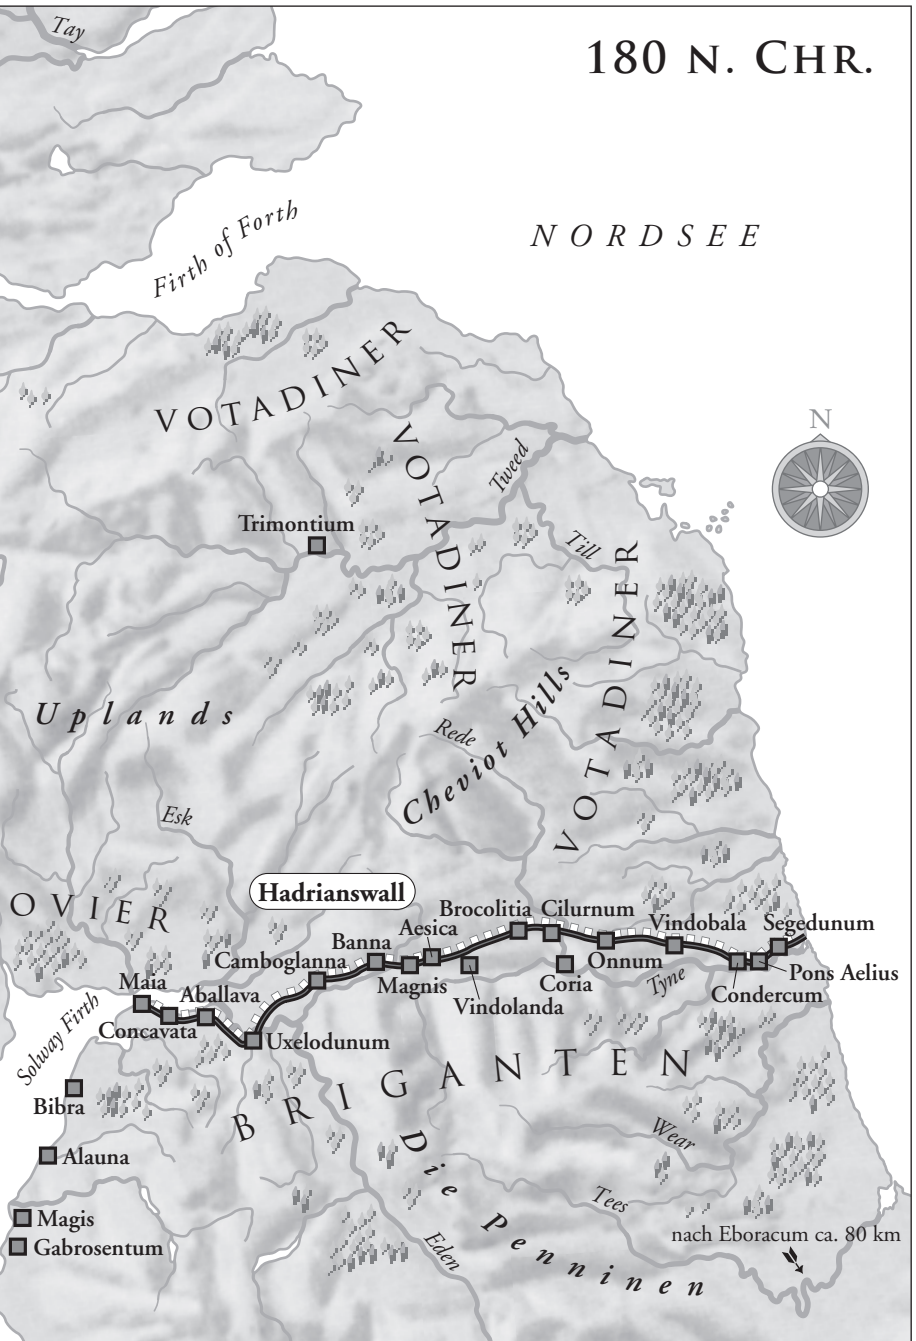 Tay
180 N. CHR.
Firth of Forth
NORDSEE
VOTADINER
N
VOTADINER
Tweed
Trimontium
Till
VOTADINER
Uplands
Rede
Cheviot Hills
Esk
Hadrianswall
OVIER
Brocolitia
Cilurnum
Aesica
Vindobala
Segedunum
Banna
Camboglanna
Onnum
Pons Aelius
Magnis
Coria
Tyne
Condercum
Maia
Aballava
Vindolanda
Solway Firth
Concavata
Uxelodunum
BRIGANTEN
Bibra
Wear
Alauna
Die Penninen
Tees
Magis
Gabrosentum
Eden
nach Eboracum ca. 80 km